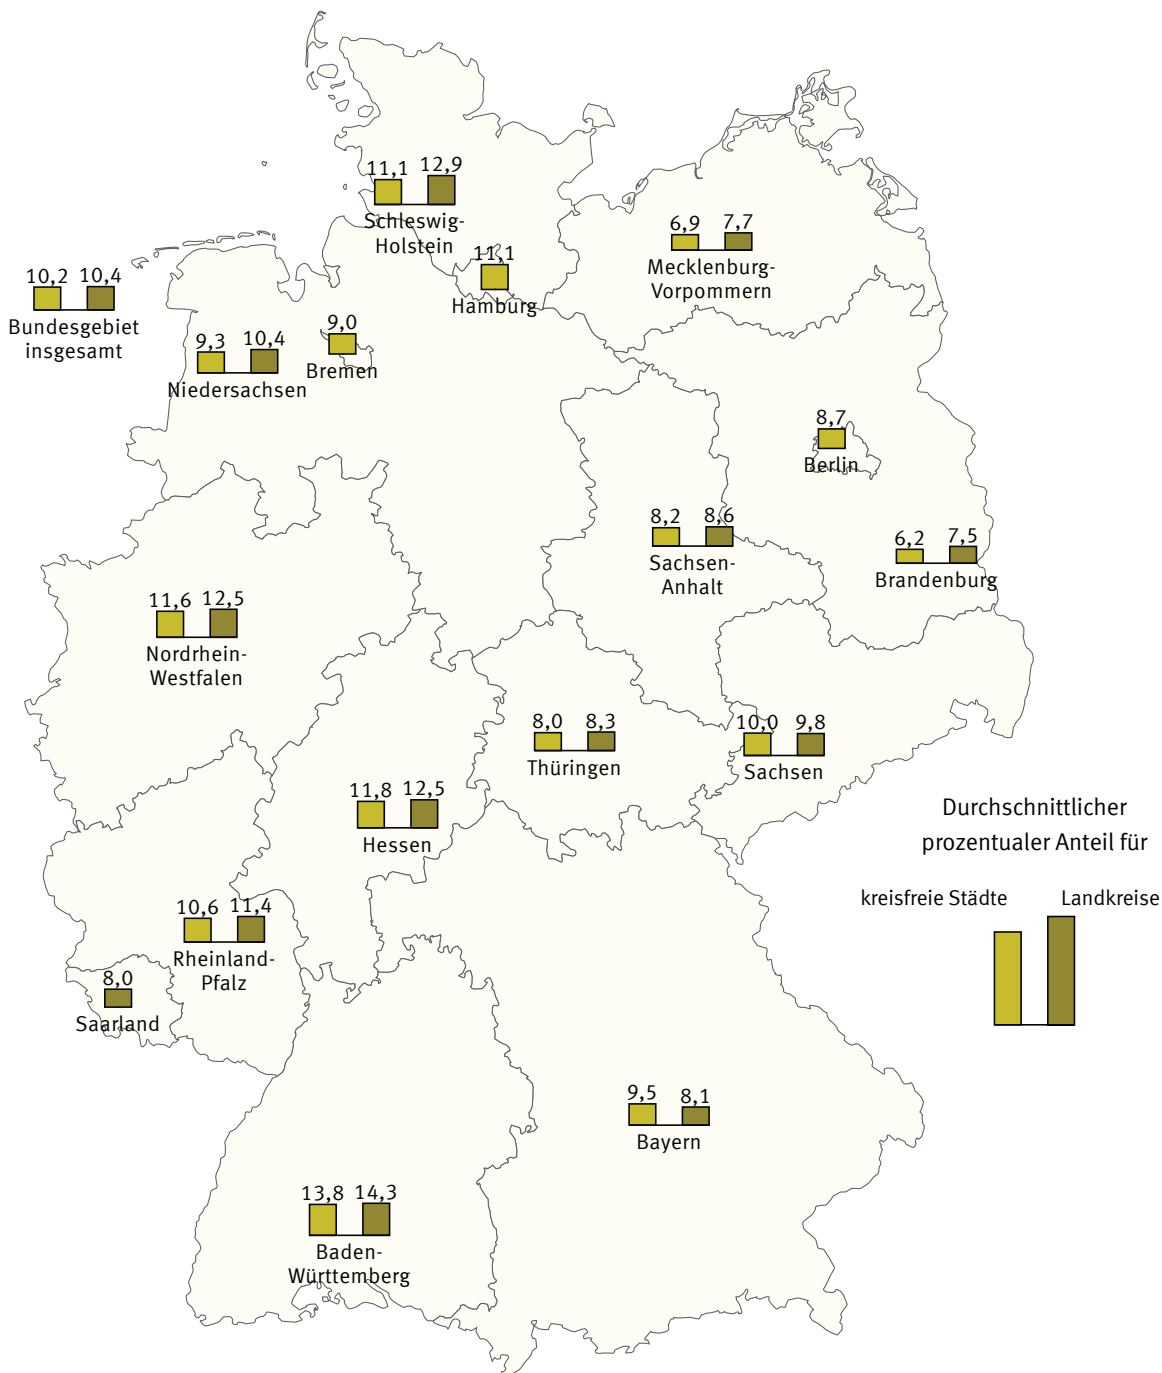 11,1 12,9
Schleswig-
Holstein
6,9 7,7
Mecklenburg-
Vorpommern
11,1
Hamburg
10,2 10,4
Bundesgebiet
insgesamt
9,3 10,4
Niedersachsen
9,0
Bremen
8,7
Berlin
8,2 8,6
Sachsen-
Anhalt
6,2 7,5
Brandenburg
11,6 12,5
Nordrhein-
Westfalen
8,0 8,3
Thüringen
10,0 9,8
Sachsen
11,8 12,5
Hessen
Durchschnittlicher
prozentualer Anteil für
kreisfreie Städte Landkreise
10,6 11,4
Rheinland-
Pfalz
8,0
Saarland
9,5 8,1
Bayern
13,8 14,3
Baden-
Württemberg